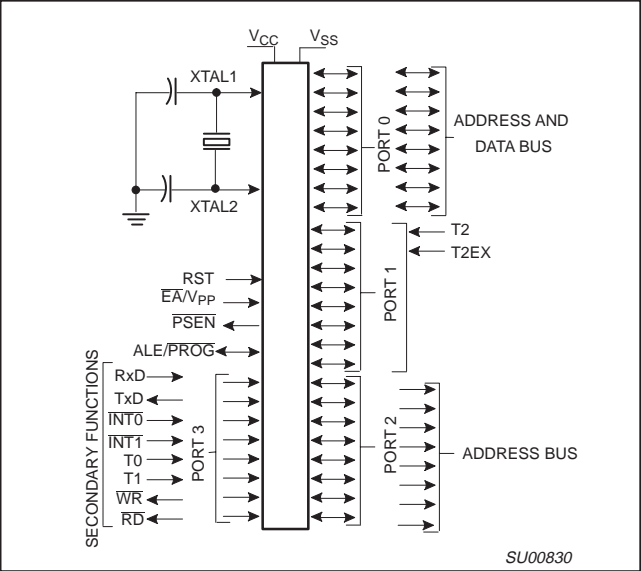 VCC VSS
XTAL1
XTAL2
PORT 0
ADDRESS AND
DATA BUS
T2
T2EX
PORT 1
RST
EA/VPP
PSEN
ALE/PROG
SECONDARY FUNCTIONS
RxD
TxD
INT0
INT1
T0
T1
WR
RD
PORT 3
PORT 2
ADDRESS BUS
SU00830